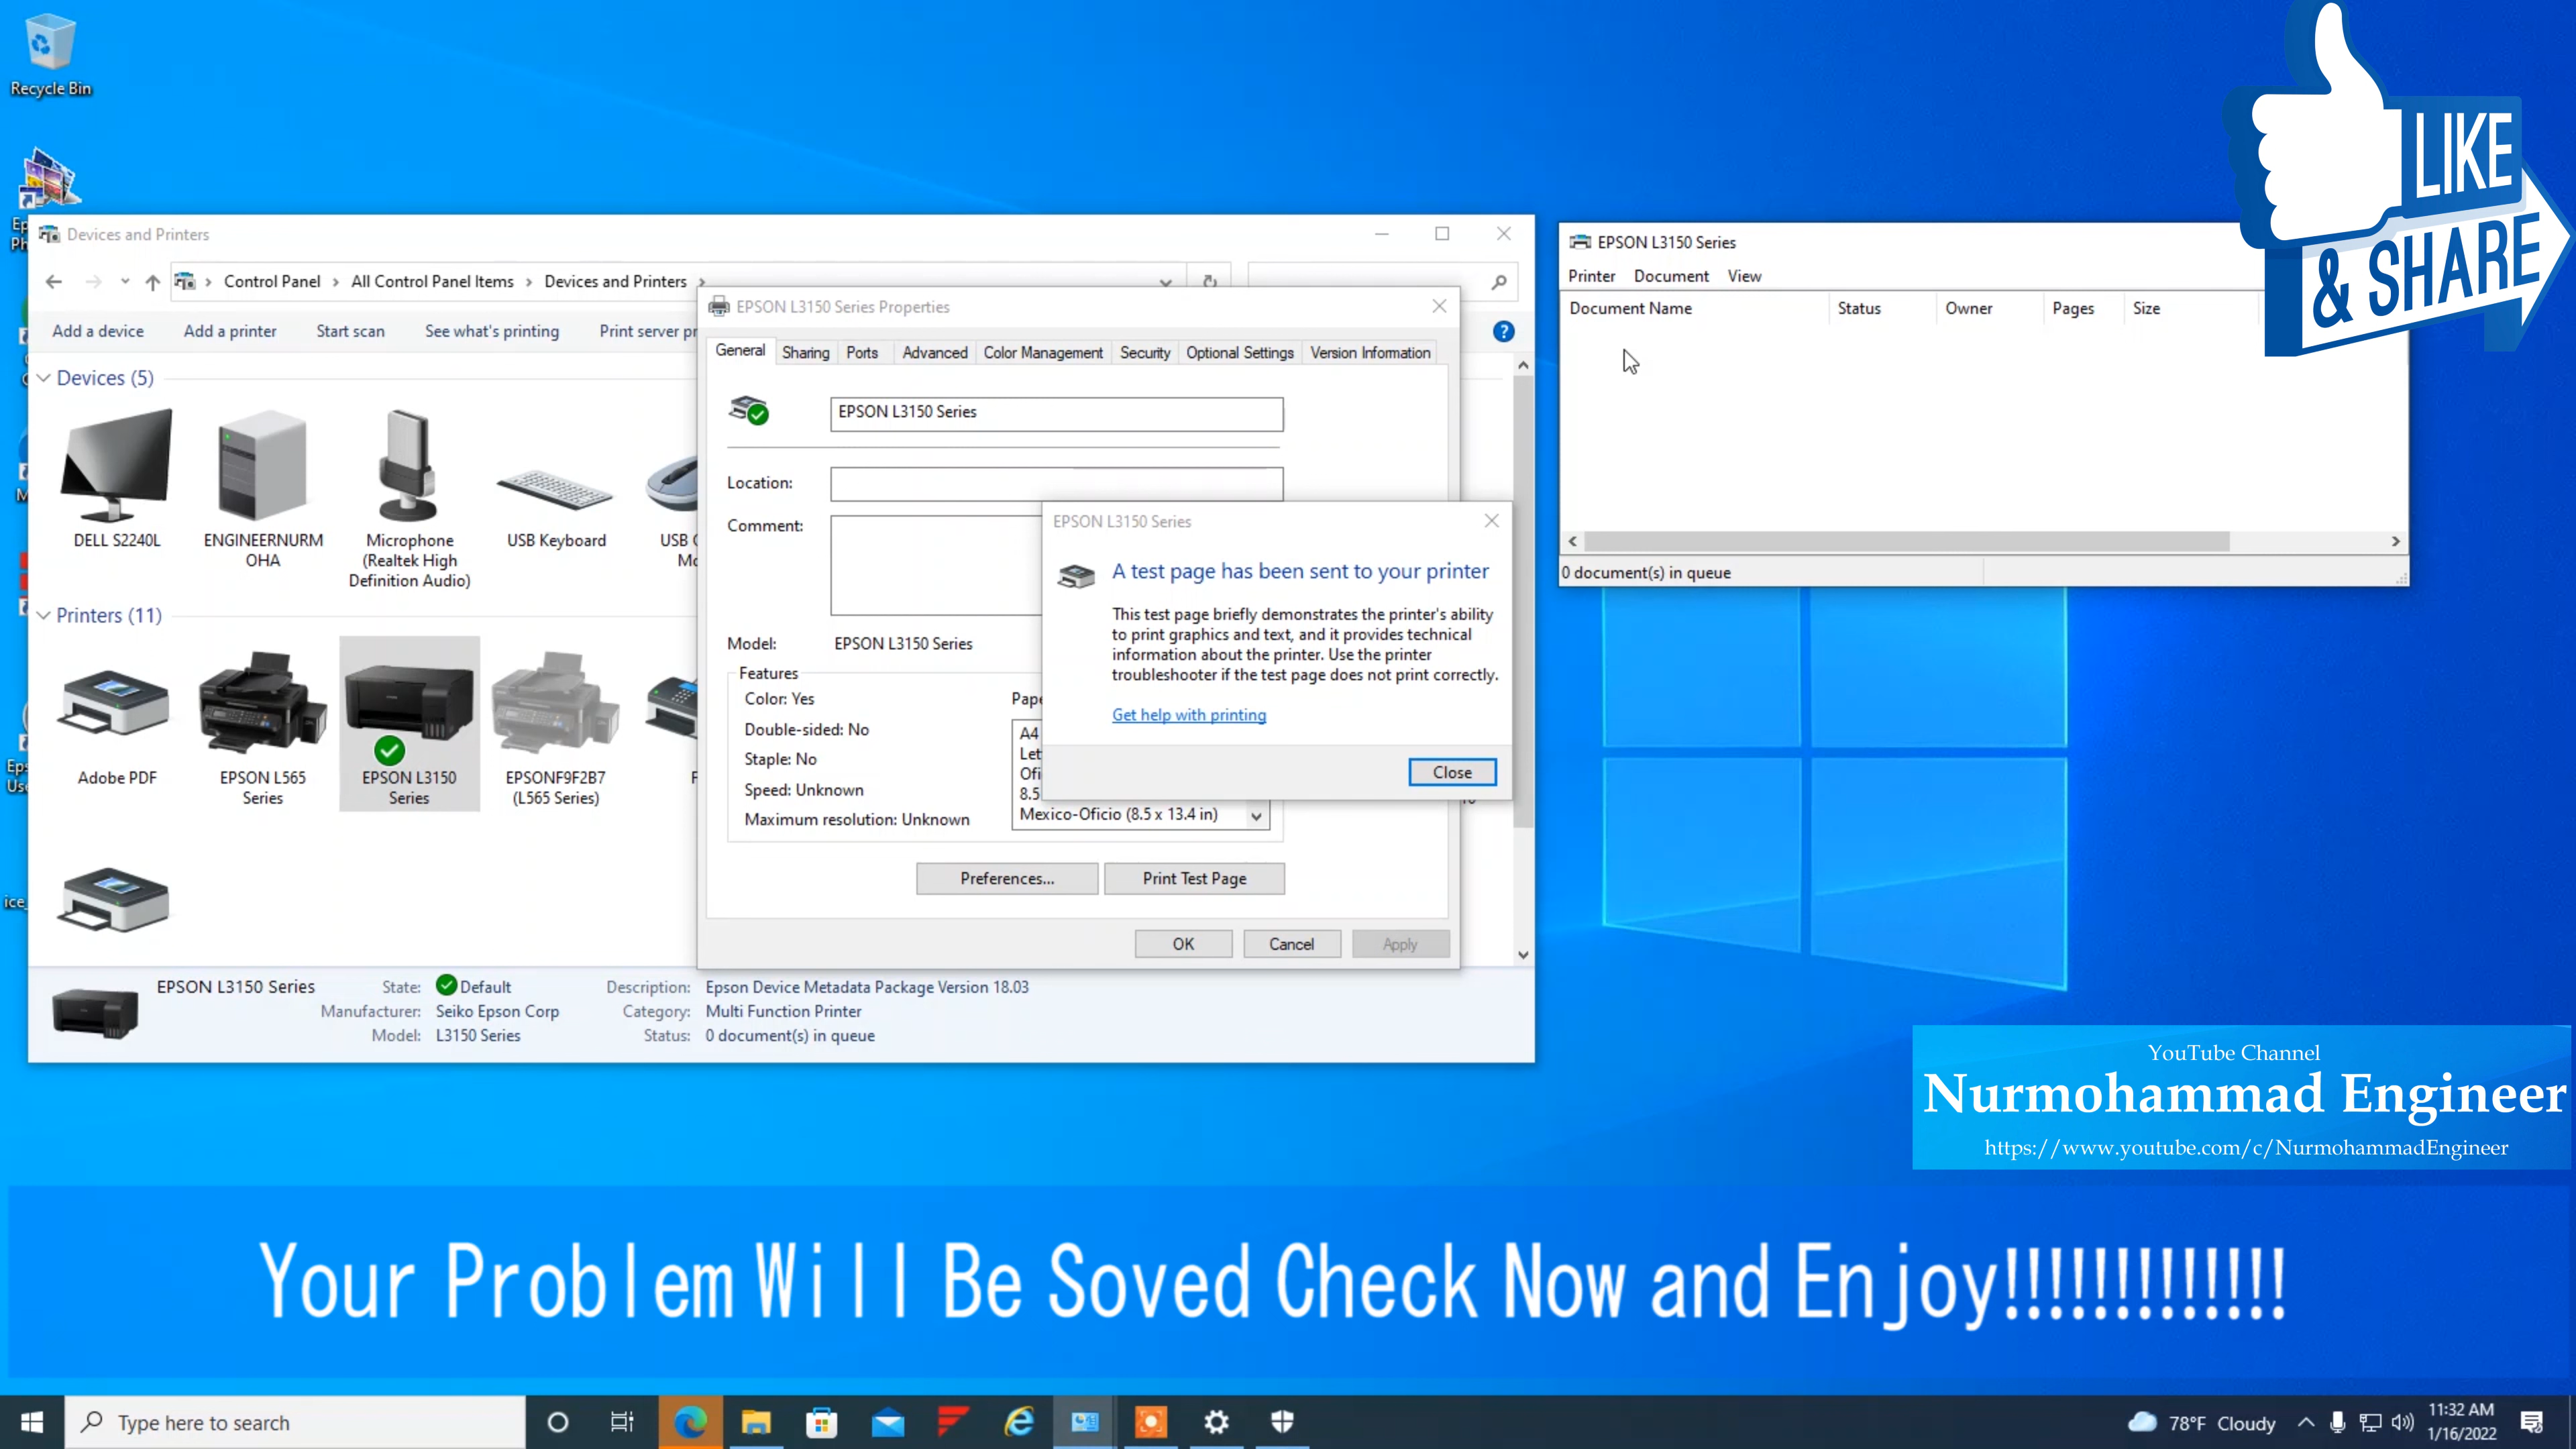 Recycle Bin
LIKE
& SHARE
Devices and Printers
Control Panel > All Control Panel Items > Devices and Printers >
Add a device
Add a printer
Start scan
See what's printing
Print server pr
Devices (5)
DELL S2240L
ENGINEERNURM
OHA
Microphone
(Realtek High
Definition Audio)
USB Keyboard
Printers (11)
Adobe PDF
EPSON L565
Series
EPSON L3150
Series
EPSONF9F2B7
(L565 Series)
EPSON L3150 Series
State: Default
Description: Epson Device Metadata Package Version 18.03
Manufacturer: Seiko Epson Corp
Category: Multi Function Printer
Model: L3150 Series
Status: 0 document(s) in queue
EPSON L3150 Series Properties
General Sharing Ports Advanced Color Management Security Optional Settings Version Information
EPSON L3150 Series
Location:
Comment:
Model: EPSON L3150 Series
Features
Color: Yes
Double-sided: No
Staple: No
Speed: Unknown
Maximum resolution: Unknown
A4
8.5
Mexico-Oficio (8.5 x 13.4 in)
Preferences...
Print Test Page
OK
Cancel
Apply
EPSON L3150 Series
A test page has been sent to your printer
This test page briefly demonstrates the printer's ability
to print graphics and text, and it provides technical
information about the printer. Use the printer
troubleshooter if the test page does not print correctly.
Get help with printing
Close
EPSON L3150 Series
Printer Document View
Document Name Status Owner Pages Size
0 document(s) in queue
YouTube Channel
Nurmohammad Engineer
https://www.youtube.com/c/NurmohammadEngineer
Your Problem Will Be Soved Check Now and Enjoy!!!!!!!!!!!!!
Type here to search
78°F Cloudy
11:32 AM
1/16/2022